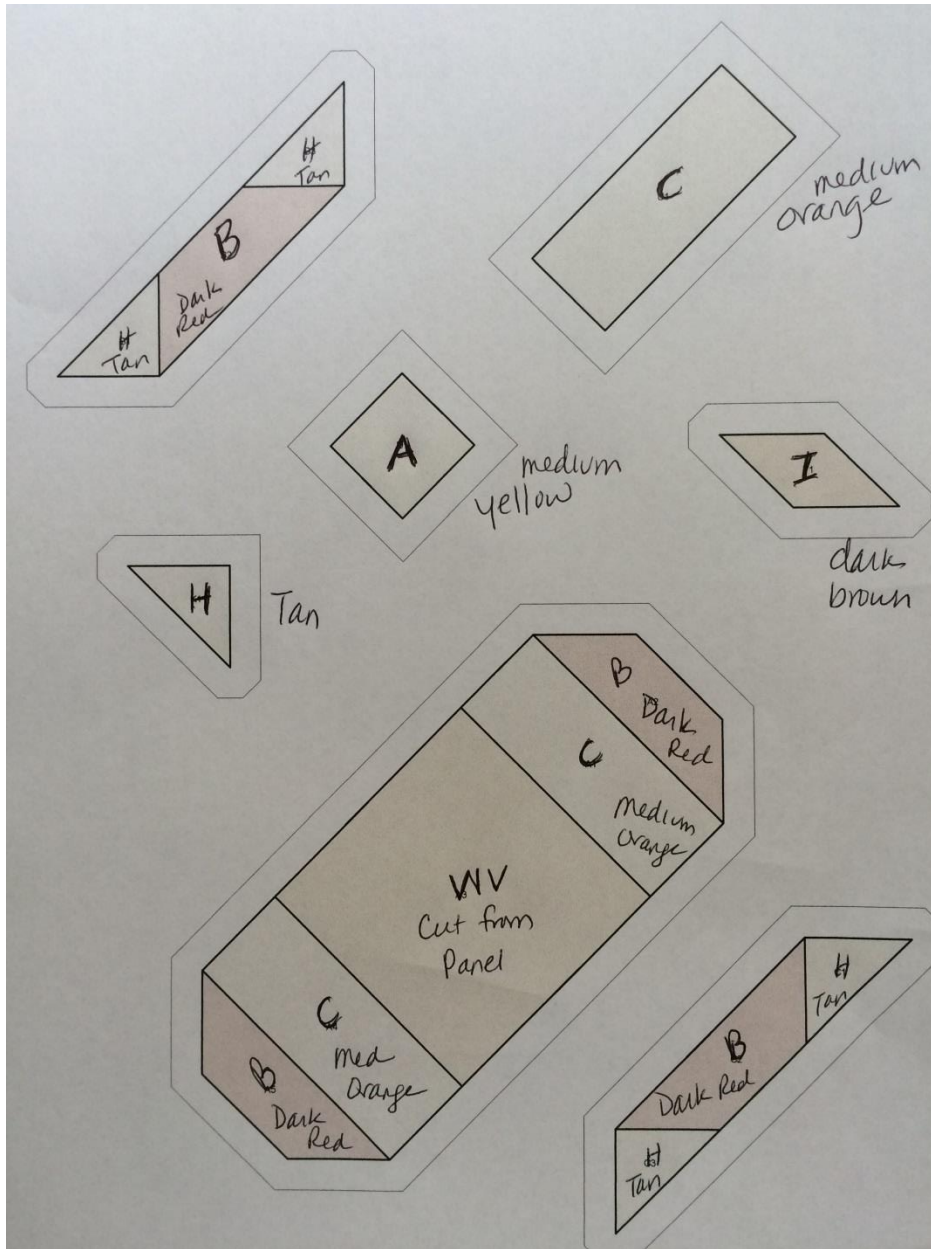 H
Tan
B
Dark
Red
H
Tan
C
medium
orange
A
medium
yellow
I
dark
brown
H
Tan
B
Dark
Red
C
Medium
Orange
WV
Cut from
Panel
C
Med
Orange
B
Dark
Red
H
Tan
B
Dark Red
H
Tan